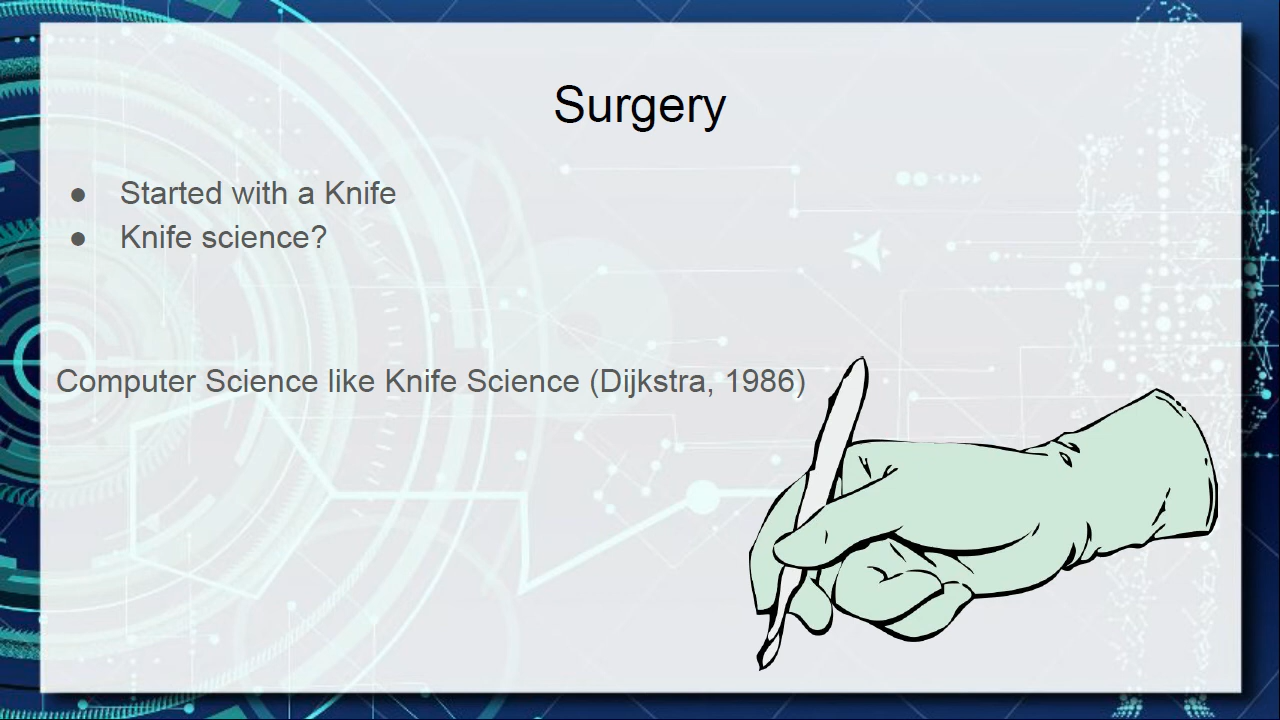 Surgery
● Started with a Knife
● Knife science?
Computer Science like Knife Science (Dijkstra, 1986)